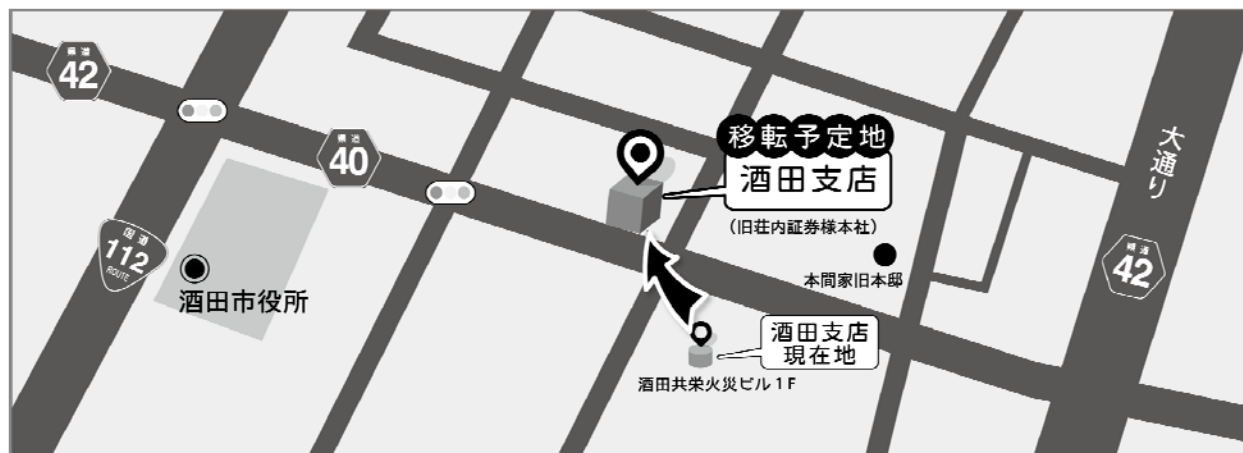 県道
42
県道
40
国道
112
ROUTE
酒田市役所
移転予定地
酒田支店
(旧荘内証券様本社)
本間家旧本邸
酒田支店
現在地
酒田共栄火災ビル1F
大通り
県道
42